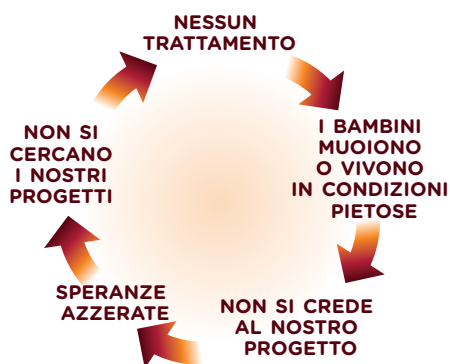 NESSUN
TRATTAMENTO
I BAMBINI
MUOIONO
O VIVONO
IN CONDIZIONI
PIETOSE
NON SI CREDE
AL NOSTRO
PROGETTO
SPERANZE
AZZERATE
NON SI
CERCANO
I NOSTRI
PROGETTI